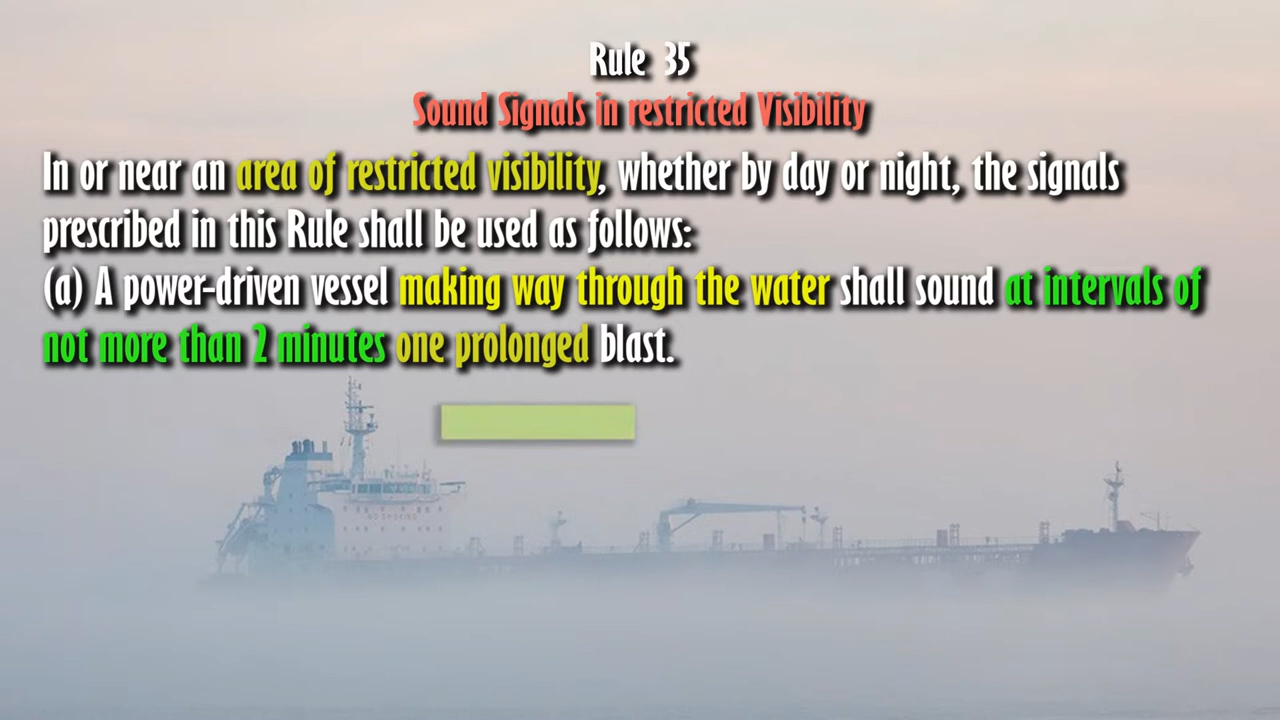 Rule 35
Sound Signals in restricted Visibility
In or near an area of restricted visibility, whether by day or night, the signals
prescribed in this Rule shall be used as follows:
(a) A power-driven vessel making way through the water shall sound at intervals of
not more than 2 minutes one prolonged blast.
NO SMOKING